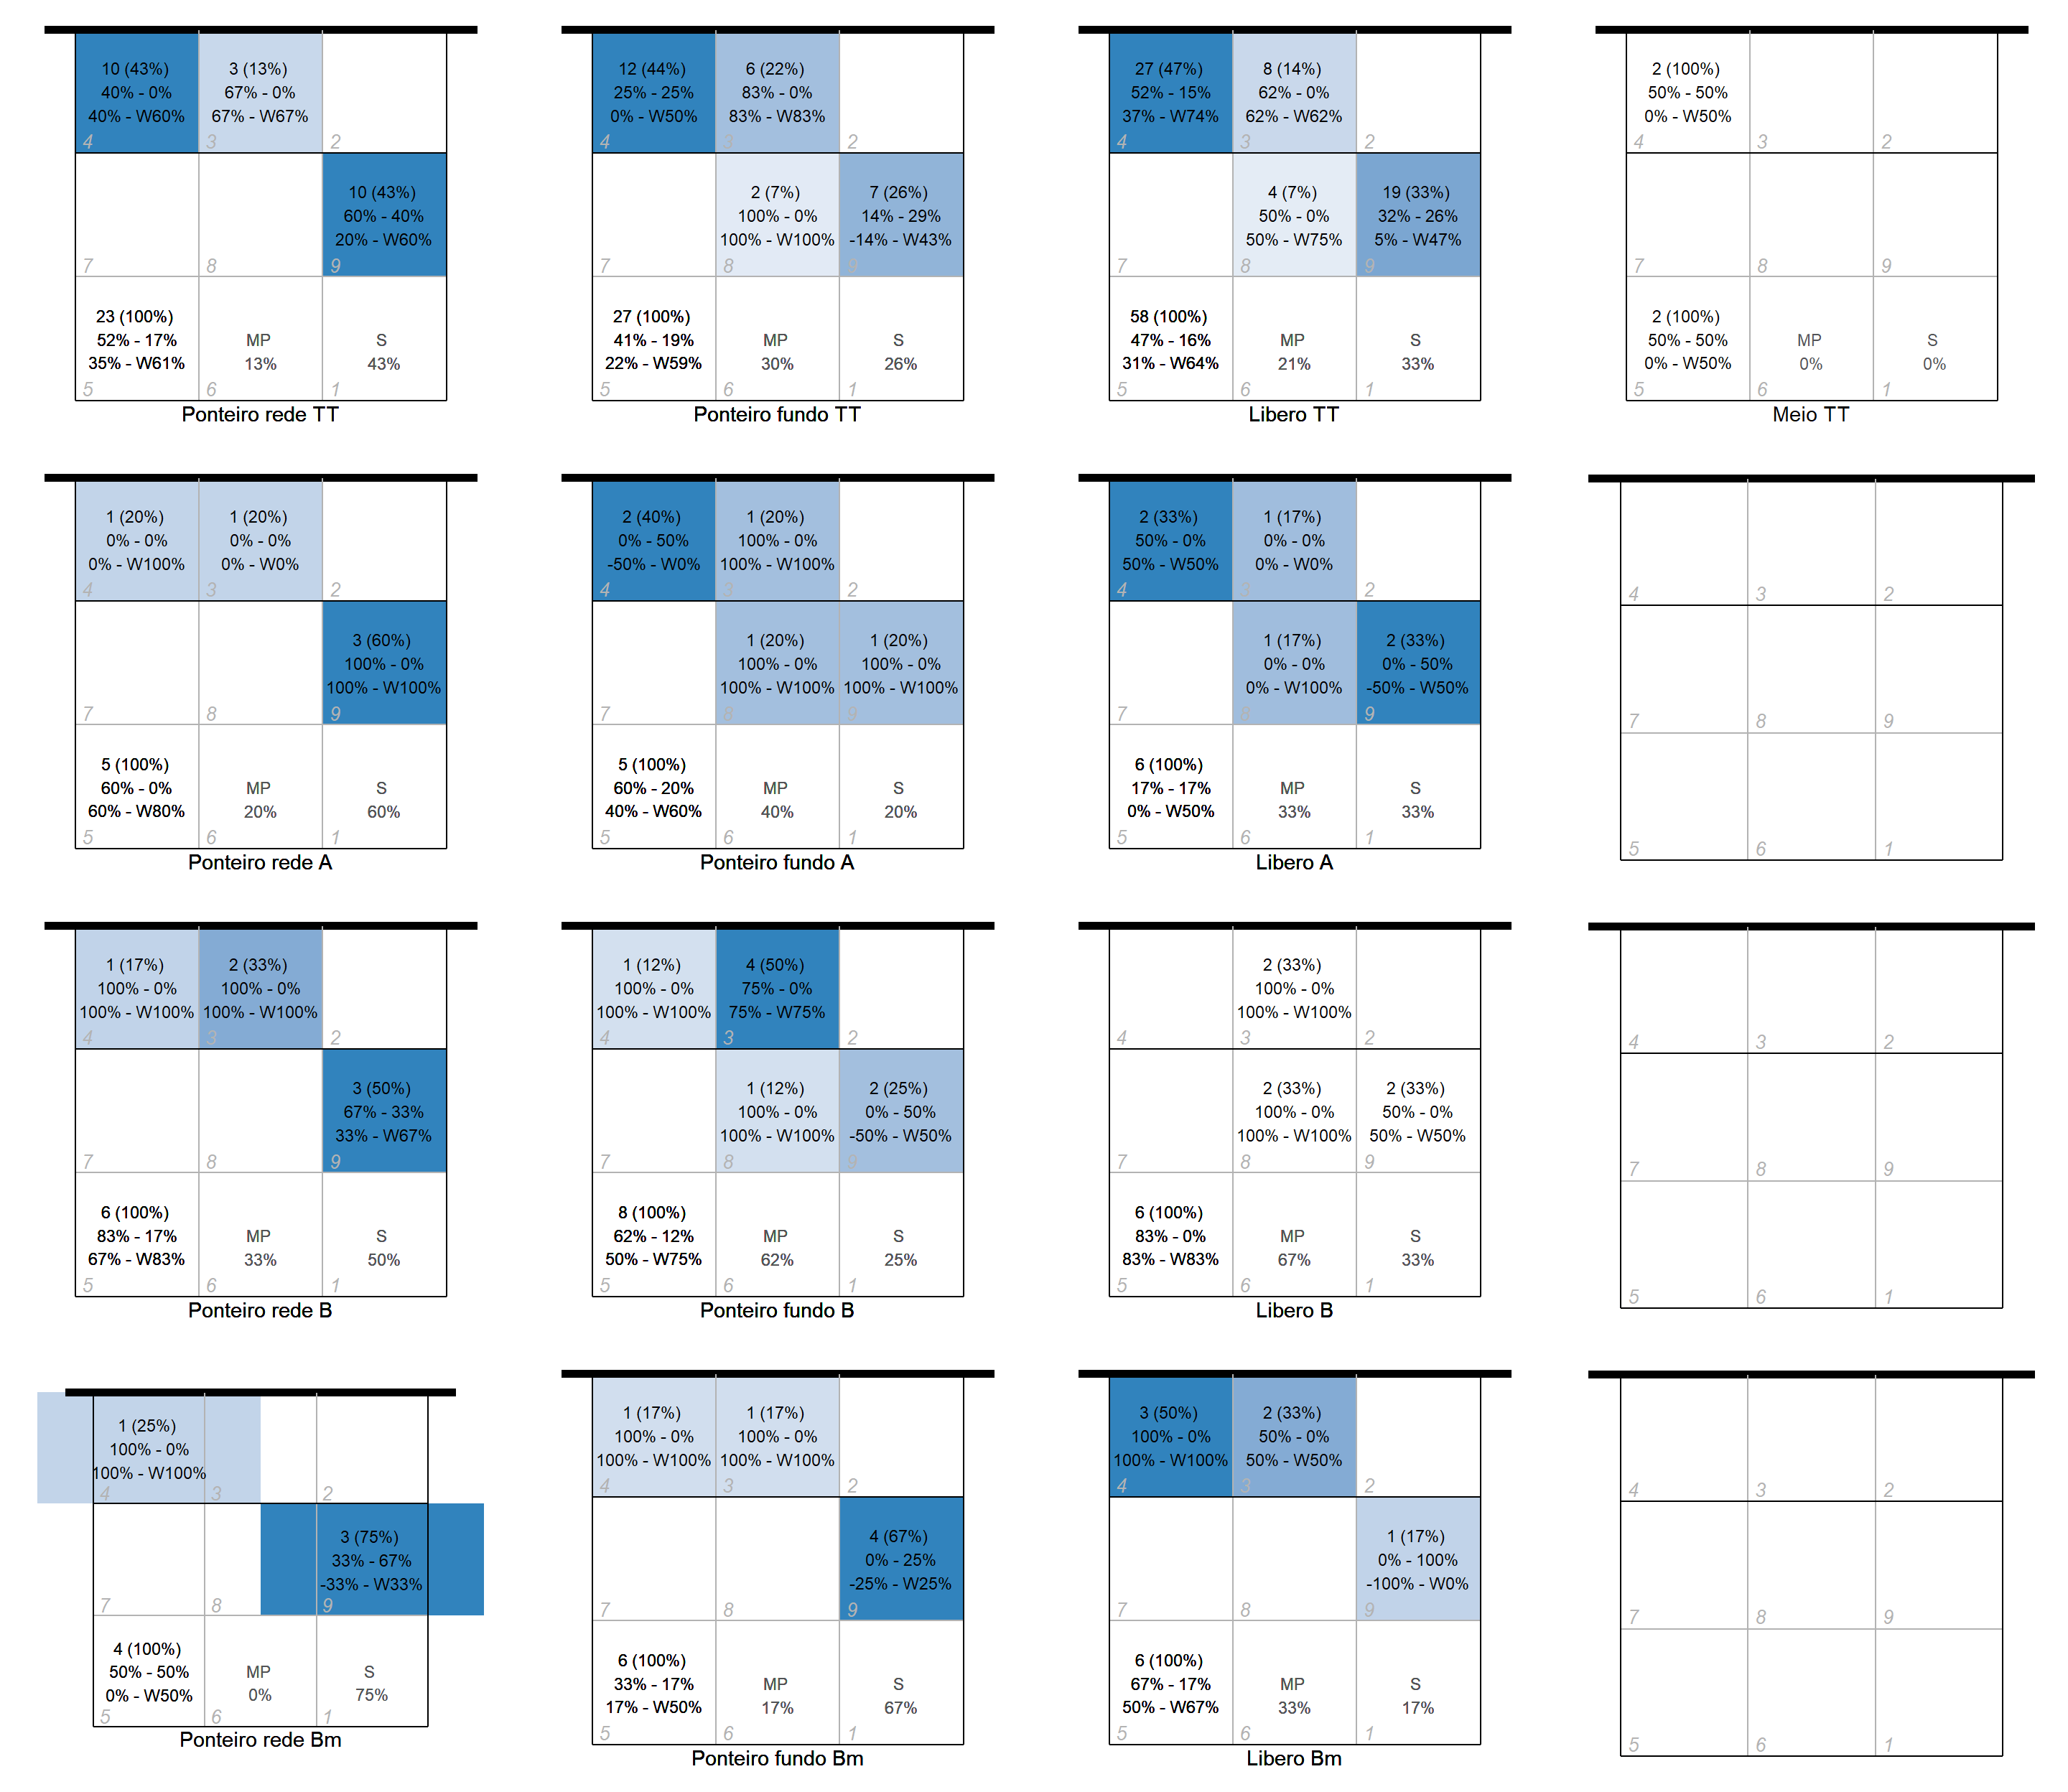 10 (43%)
40% - 0%
40% - W60%
3 (13%)
67% - 0%
67% - W67%
4
3
2
10 (43%)
60% - 40%
20% - W60%
7
8
9
23 (100%)
52% - 17%
35% - W61%
MP
13%
S
43%
5
6
1
Ponteiro rede TT
12 (44%)
25% - 25%
0% - W50%
6 (22%)
83% - 0%
83% - W83%
4
3
2
2 (7%)
100% - 0%
100% - W100%
7 (26%)
14% - 29%
-14% - W43%
7
8
9
27 (100%)
41% - 19%
22% - W59%
MP
30%
S
26%
5
6
1
Ponteiro fundo TT
27 (47%)
52% - 15%
37% - W74%
8 (14%)
62% - 0%
62% - W62%
4
3
2
4 (7%)
50% - 0%
50% - W75%
19 (33%)
32% - 26%
5% - W47%
7
8
9
58 (100%)
47% - 16%
31% - W64%
MP
21%
S
33%
5
6
1
Libero TT
2 (100%)
50% - 50%
0% - W50%
4
3
2
7
8
9
2 (100%)
50% - 50%
0% - W50%
MP
0%
S
0%
5
6
1
Meio TT
1 (20%)
0% - 0%
0% - W100%
1 (20%)
0% - 0%
0% - W0%
4
3
2
3 (60%)
100% - 0%
100% - W100%
7
8
9
5 (100%)
60% - 0%
60% - W80%
MP
20%
S
60%
5
6
1
Ponteiro rede A
2 (40%)
0% - 50%
-50% - W0%
1 (20%)
100% - 0%
100% - W100%
4
3
2
1 (20%)
100% - 0%
100% - W100%
1 (20%)
100% - 0%
100% - W100%
7
8
9
5 (100%)
60% - 20%
40% - W60%
MP
40%
S
20%
5
6
1
Ponteiro fundo A
2 (33%)
50% - 0%
50% - W50%
1 (17%)
0% - 0%
0% - W0%
4
3
2
1 (17%)
0% - 0%
0% - W100%
2 (33%)
0% - 50%
-50% - W50%
7
8
9
6 (100%)
17% - 17%
0% - W50%
MP
33%
S
33%
5
6
1
Libero A
4
3
2
7
8
9
5
6
1
1 (17%)
100% - 0%
100% - W100%
2 (33%)
100% - 0%
100% - W100%
4
3
2
3 (50%)
67% - 33%
33% - W67%
7
8
9
6 (100%)
83% - 17%
67% - W83%
MP
33%
S
50%
5
6
1
Ponteiro rede B
1 (12%)
100% - 0%
100% - W100%
4 (50%)
75% - 0%
75% - W75%
4
3
2
1 (12%)
100% - 0%
100% - W100%
2 (25%)
0% - 50%
-50% - W50%
7
8
9
8 (100%)
62% - 12%
50% - W75%
MP
62%
S
25%
5
6
1
Ponteiro fundo B
2 (33%)
100% - 0%
100% - W100%
4
3
2
2 (33%)
100% - 0%
100% - W100%
2 (33%)
50% - 0%
50% - W50%
7
8
9
6 (100%)
83% - 0%
83% - W83%
MP
67%
S
33%
5
6
1
Libero B
4
3
2
7
8
9
5
6
1
1 (25%)
100% - 0%
100% - W100%
4
3
2
3 (75%)
33% - 67%
-33% - W33%
7
8
9
4 (100%)
50% - 50%
0% - W50%
MP
0%
S
75%
5
6
1
Ponteiro rede Bm
1 (17%)
100% - 0%
100% - W100%
1 (17%)
100% - 0%
100% - W100%
4
3
2
4 (67%)
0% - 25%
-25% - W25%
7
8
9
6 (100%)
33% - 17%
17% - W50%
MP
17%
S
67%
5
6
1
Ponteiro fundo Bm
3 (50%)
100% - 0%
100% - W100%
2 (33%)
50% - 0%
50% - W50%
4
3
2
1 (17%)
0% - 100%
-100% - W0%
7
8
9
6 (100%)
67% - 17%
50% - W67%
MP
33%
S
17%
5
6
1
Libero Bm
4
3
2
7
8
9
5
6
1